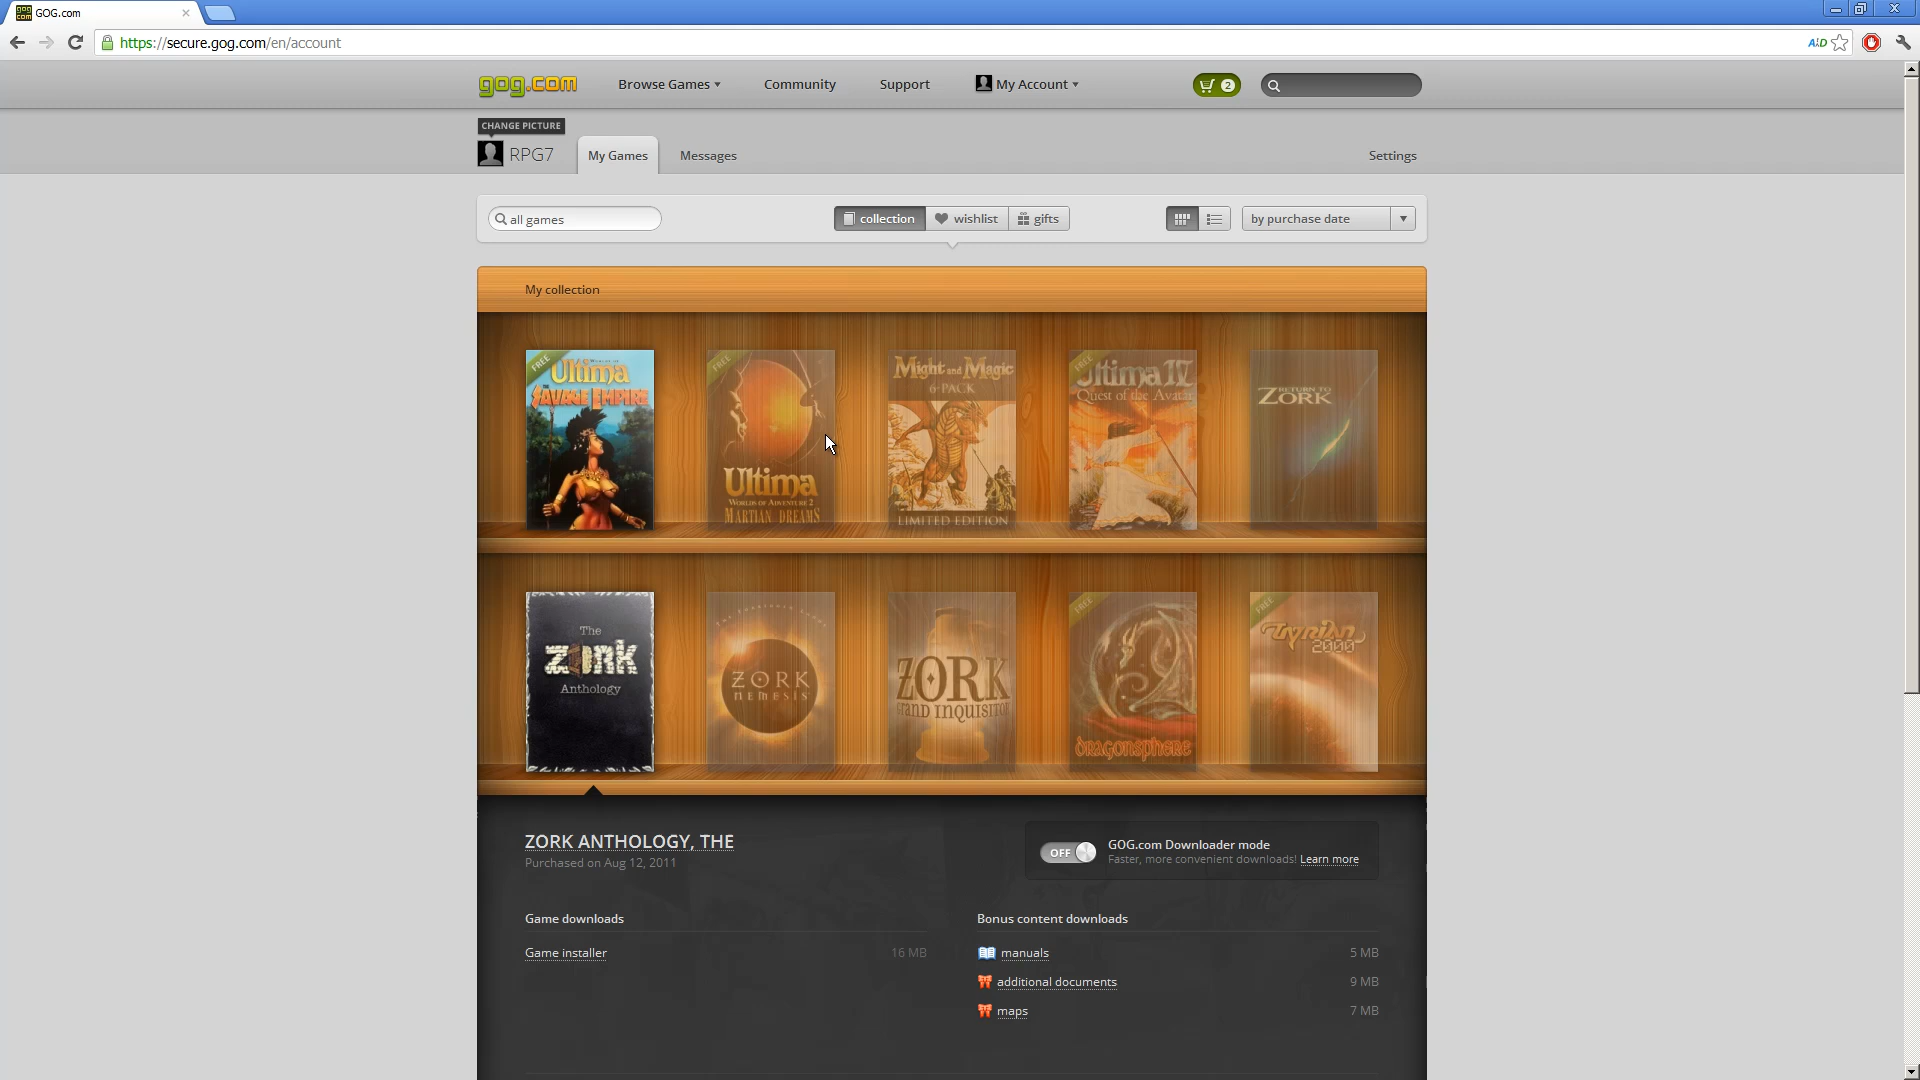 GOG.com
https://secure.gog.com/en/account
gog.com
Browse Games
Community
Support
My Account
2
CHANGE PICTURE
RPG7
My Games
Messages
Settings
all games
collection
wishlist
gifts
by purchase date
My collection
FREE
Ultima
SAVAGE EMPIRE
FREE
Ultima
WORLDS OF ADVENTURE 2
MARTIAN DREAMS
Might and Magic
6-PACK
LIMITED EDITION
FREE
Ultima IV
Quest of the Avatar
RETURN TO
ZORK
The
ZORK
Anthology
ZORK
NEMESIS
ZORK
GRAND INQUISITOR
FREE
DRAGONSPHERE
FREE
Tyrian
2000
ZORK ANTHOLOGY, THE
Purchased on Aug 12, 2011
OFF
GOG.com Downloader mode
Faster, more convenient downloads! Learn more
Game downloads
Game installer
16 MB
Bonus content downloads
manuals
5 MB
additional documents
9 MB
maps
7 MB